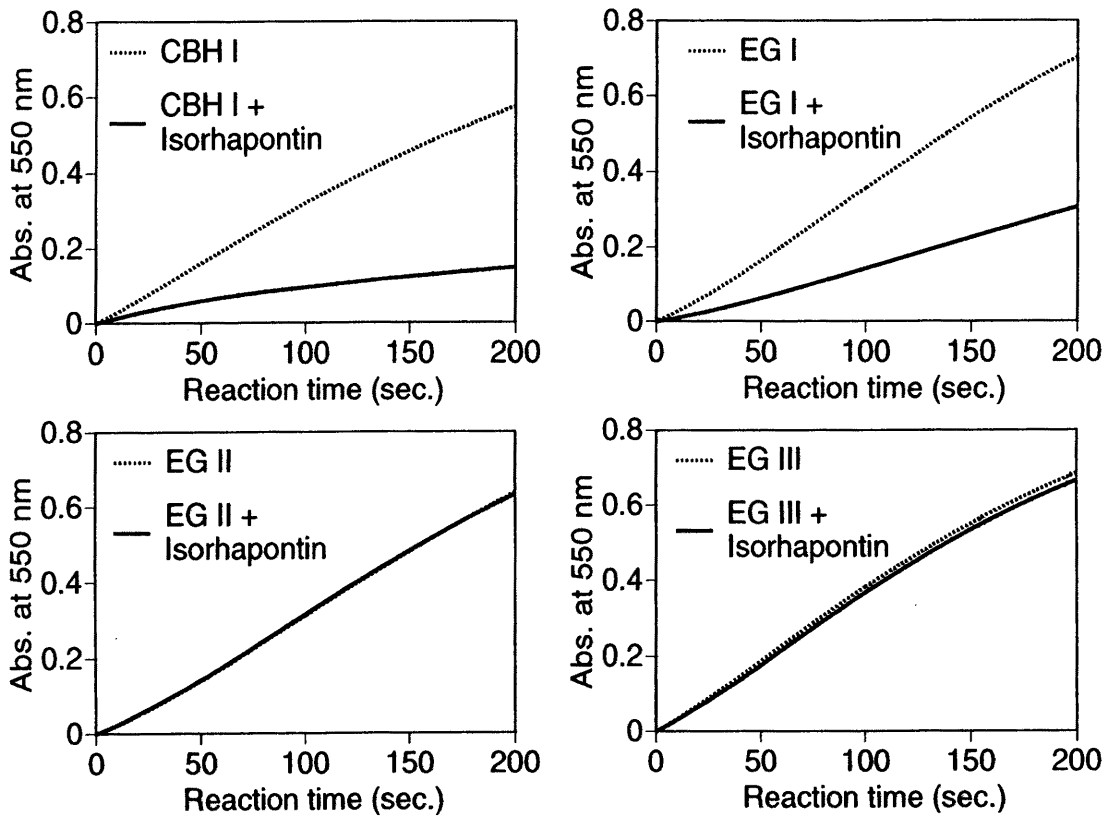 0.8
0.6
0.4
0.2
0
Abs. at 550 nm
CBH I
CBH I +
Isorhapontin
0 50 100 150 200
Reaction time (sec.)
0.8
0.6
0.4
0.2
0
Abs. at 550 nm
EG I
EG I +
Isorhapontin
0 50 100 150 200
Reaction time (sec.)
0.8
0.6
0.4
0.2
0
Abs. at 550 nm
EG II
EG II +
Isorhapontin
0 50 100 150 200
Reaction time (sec.)
0.8
0.6
0.4
0.2
0
Abs. at 550 nm
EG III
EG III +
Isorhapontin
0 50 100 150 200
Reaction time (sec.)